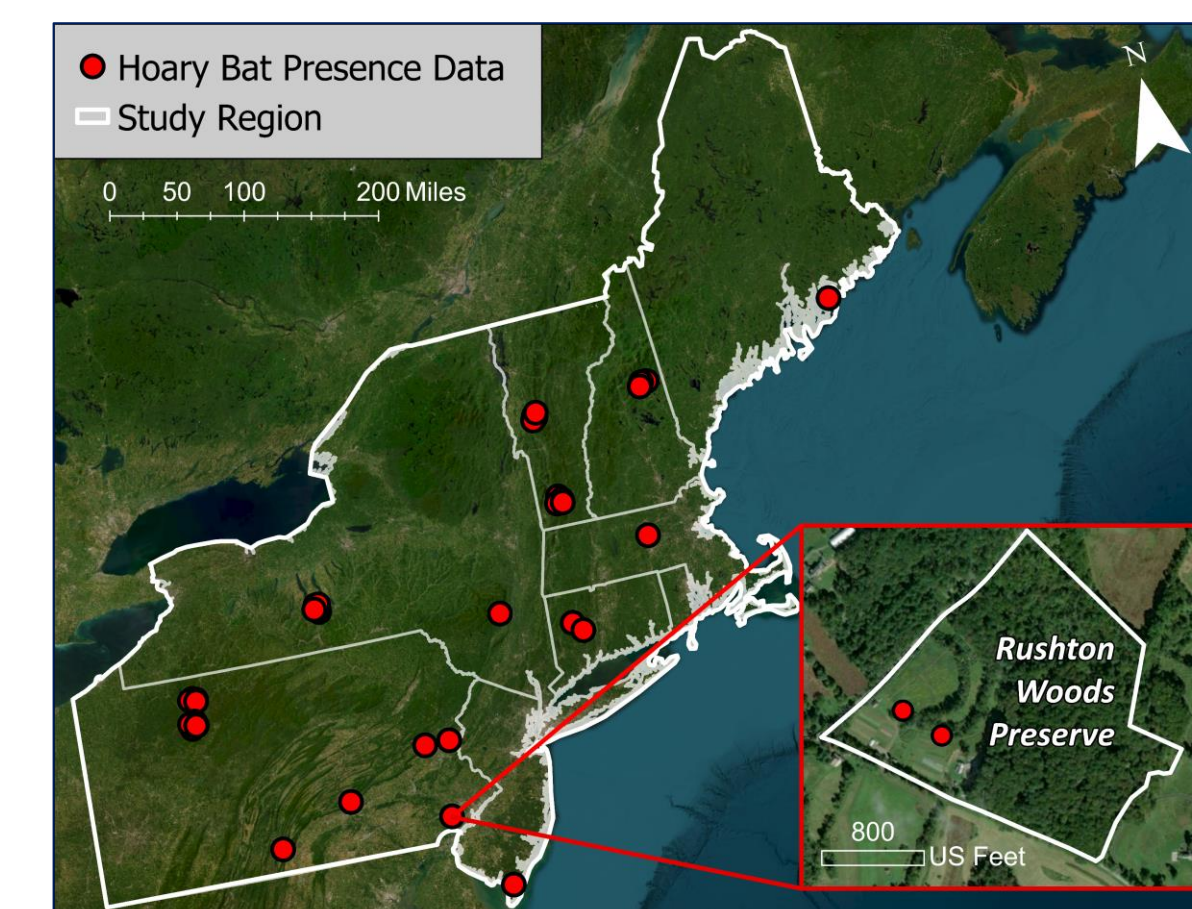 Hoary Bat Presence Data
Study Region
0 50 100 200 Miles
N
Rushton
Woods
Preserve
800
US Feet